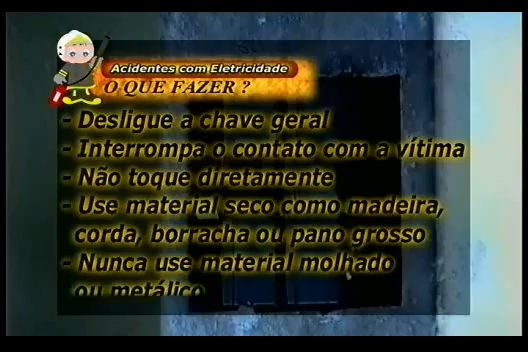 Acidentes com Eletricidade
O QUE FAZER ?
- Desligue a chave geral
- Interrompa o contato com a vítima
- Não toque diretamente
- Use material seco como madeira,
corda, borracha ou pano grosso
- Nunca use material molhado
ou metálico